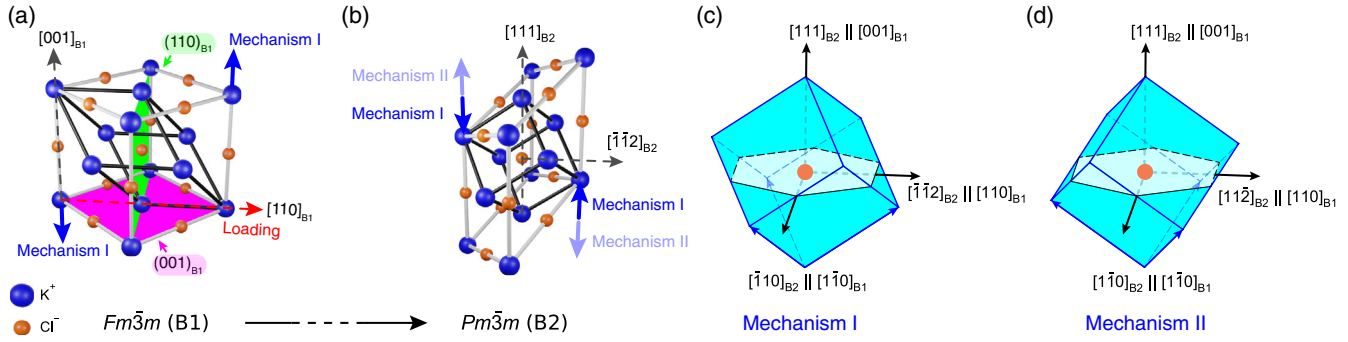 (a)
[001]B1
(110)B1
Mechanism I
[110]B1
Loading
Mechanism I
(001)B1
K+
Cl−
Fm3̄m (B1)
(b)
[111]B2
Mechanism II
Mechanism I
[1̄1̄2]B2
Mechanism I
Mechanism II
Pm3̄m (B2)
(c)
[111]B2 || [001]B1
[1̄1̄2]B2 || [110]B1
[1̄10]B2 || [11̄0]B1
Mechanism I
(d)
[111]B2 || [001]B1
[112̄]B2 || [110]B1
[11̄0]B2 || [11̄0]B1
Mechanism II